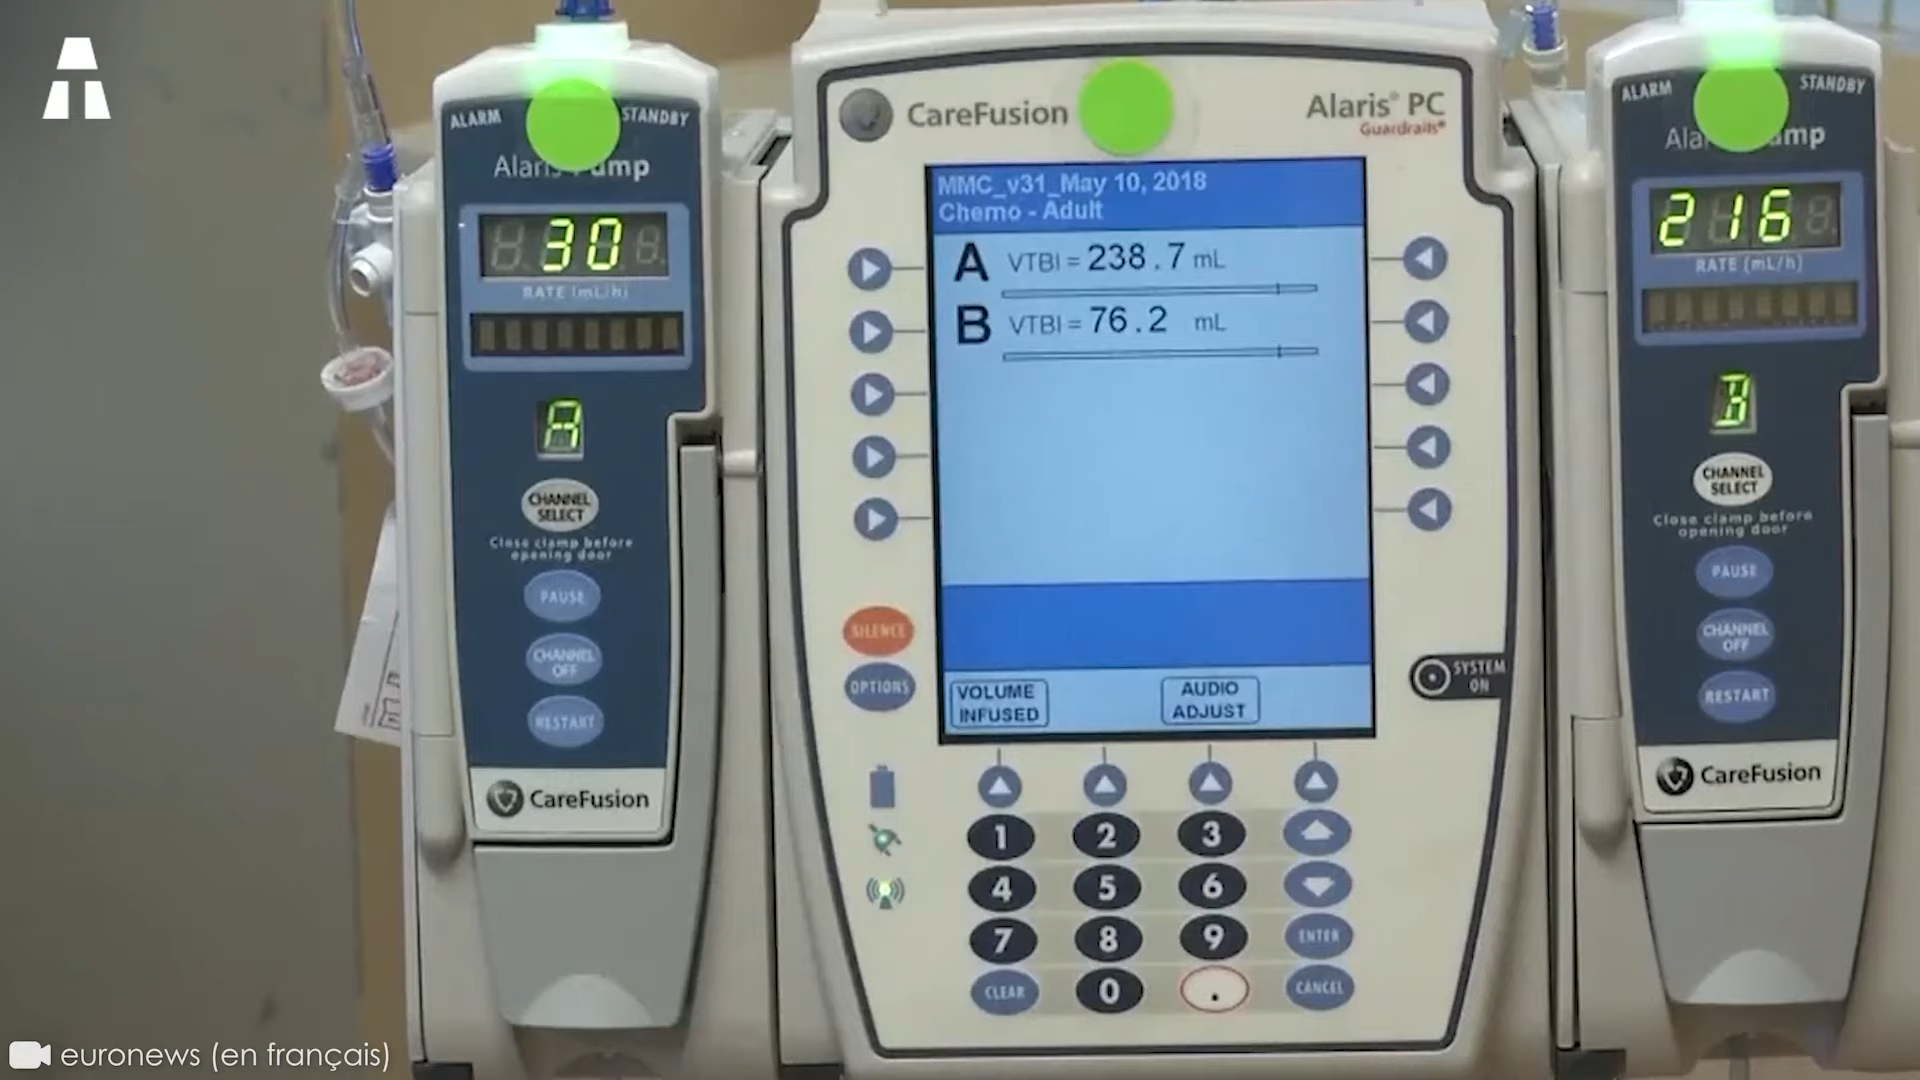 ALARM
STANDBY
30
RATE (mL/h)
A
CHANNEL
SELECT
Close clamp before
opening door
PAUSE
CHANNEL
OFF
RESTART
CareFusion
CareFusion
Alaris® PC
Guardrails®
MMC_v31_May 10, 2018
Chemo - Adult
A VTBI = 238.7 mL
B VTBI = 76.2 mL
VOLUME
INFUSED
AUDIO
ADJUST
SILENCE
OPTIONS
SYSTEM
ON
1 2 3
4 5 6
7 8 9 ENTER
CLEAR 0 . CANCEL
ALARM
STANDBY
216
RATE (mL/h)
B
CHANNEL
SELECT
Close clamp before
opening door
PAUSE
CHANNEL
OFF
RESTART
CareFusion
euronews (en français)